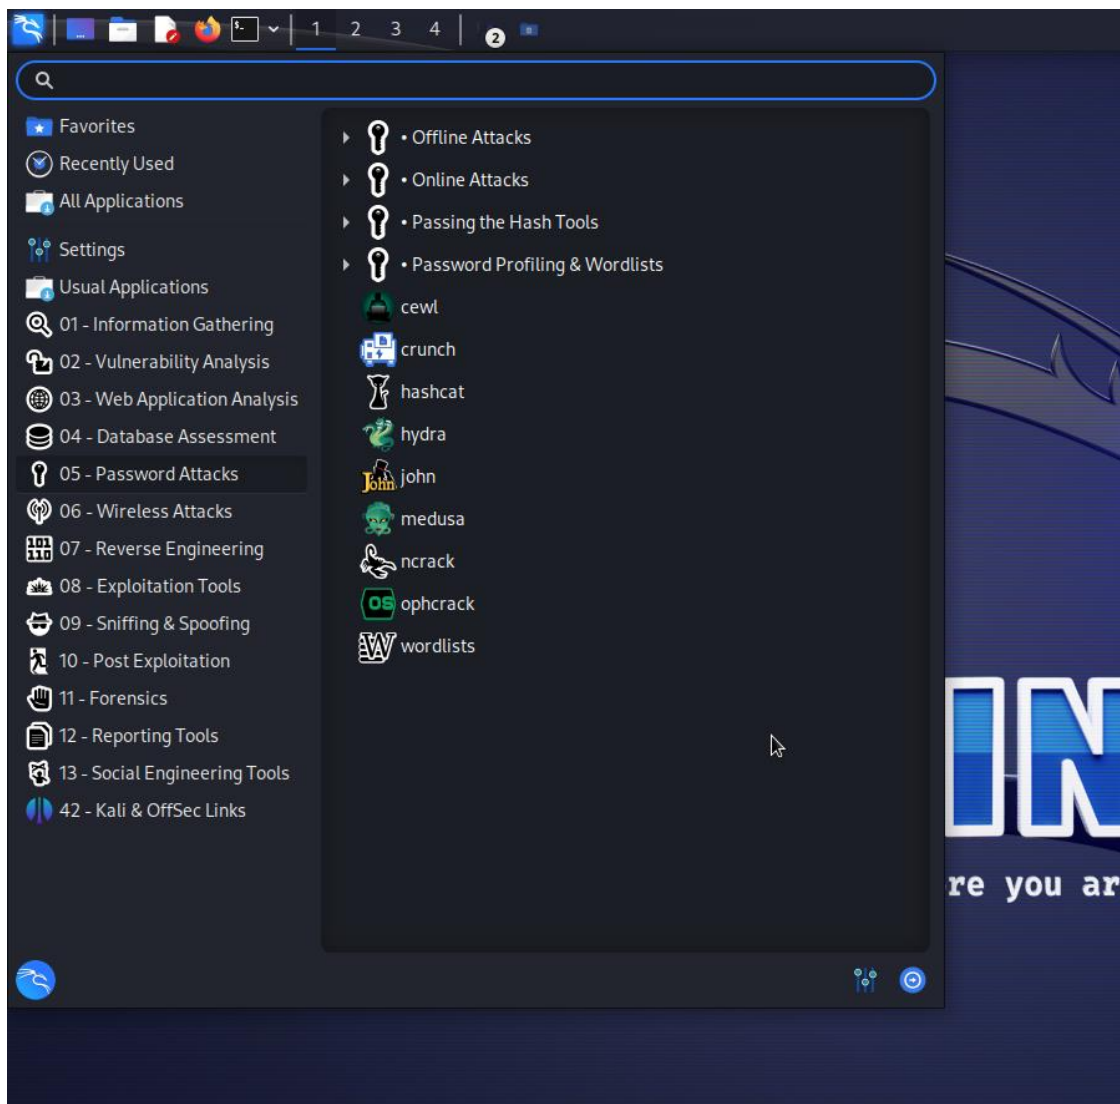 1 2 3 4 2
Favorites
Recently Used
All Applications
Settings
Usual Applications
01 - Information Gathering
02 - Vulnerability Analysis
03 - Web Application Analysis
04 - Database Assessment
05 - Password Attacks
06 - Wireless Attacks
07 - Reverse Engineering
08 - Exploitation Tools
09 - Sniffing & Spoofing
10 - Post Exploitation
11 - Forensics
12 - Reporting Tools
13 - Social Engineering Tools
42 - Kali & OffSec Links
• Offline Attacks
• Online Attacks
• Passing the Hash Tools
• Password Profiling & Wordlists
cewl
crunch
hashcat
hydra
John
john
medusa
ncrack
OS
ophcrack
W
wordlists
IN
re you ar